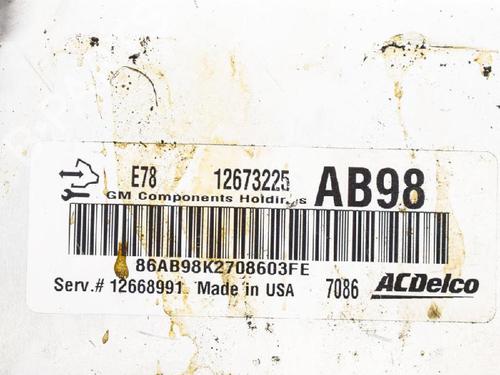 E78 12673225 AB98
GM Components Holdings
86AB98K2708603FE
Serv.# 12668991 Made in USA 7086 ACDelco